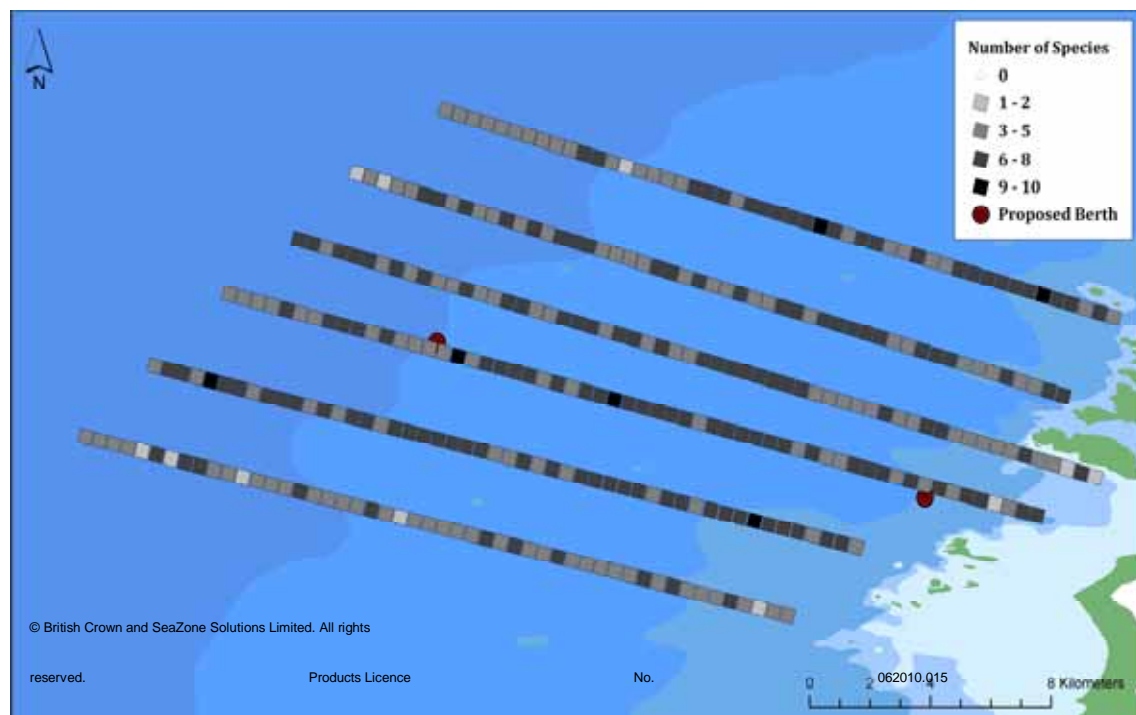 N
Number of Species
0
1 - 2
3 - 5
6 - 8
9 - 10
Proposed Berth
© British Crown and SeaZone Solutions Limited. All rights
reserved. Products Licence No. 062010.015
0 2 4 8 Kilometers